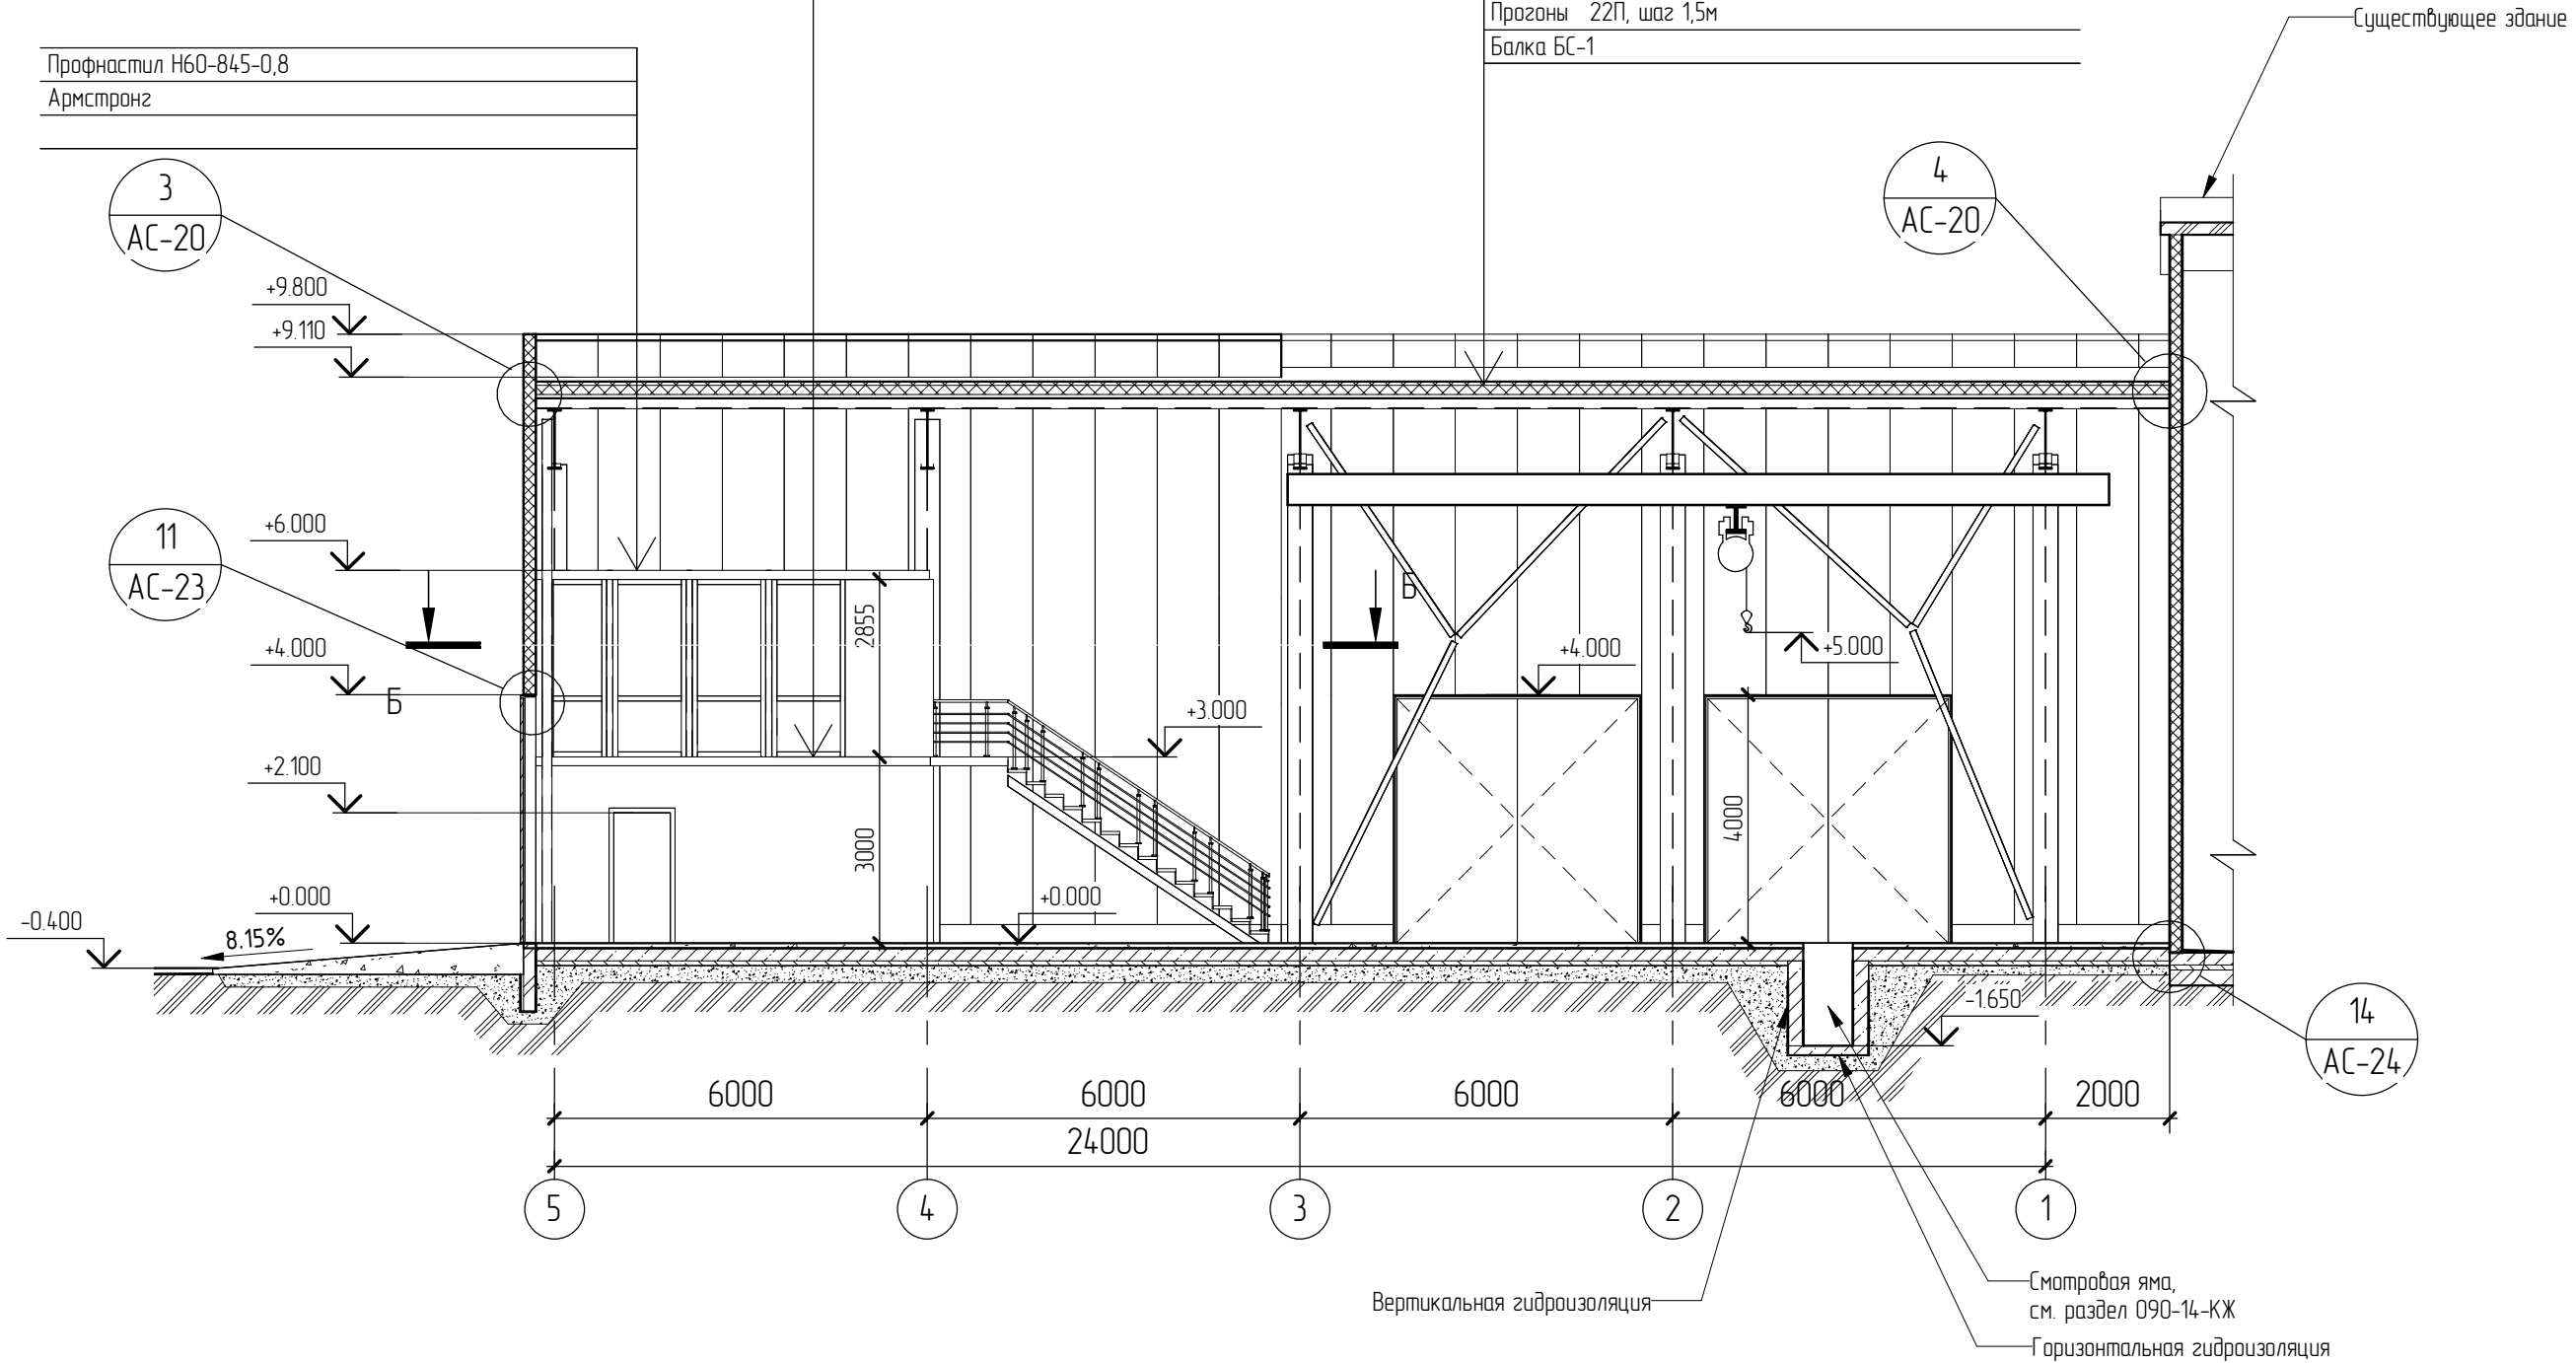 Прогоны 22П, шаг 1,5м
Балка БС-1
Существующее здание
Профнастил Н60-845-0,8
Армстронг
3
АС-20
4
АС-20
+9.800
+9.110
+6.000
11
АС-23
Б
2855
+4.000
+4.000
+5.000
Б
+3.000
+2.100
3000
4000
+0.000
+0.000
-0.400
8.15%
-1.650
14
АС-24
6000
6000
6000
6000
2000
24000
5
4
3
2
1
Вертикальная гидроизоляция
Смотровая яма,
см. раздел 090-14-КЖ
Горизонтальная гидроизоляция